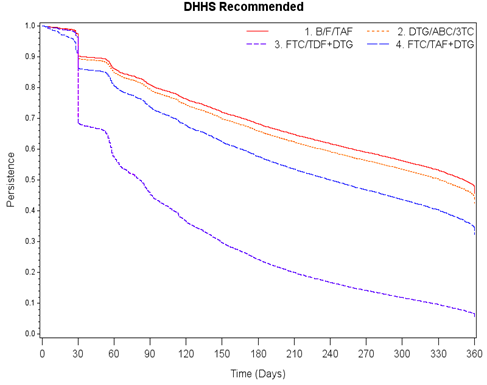 DHHS Recommended
1. B/F/TAF
2. DTG/ABC/3TC
3. FTC/TDF+DTG
4. FTC/TAF+DTG
Persistence
1.0
0.9
0.8
0.7
0.6
0.5
0.4
0.3
0.2
0.1
0.0
0 30 60 90 120 150 180 210 240 270 300 330 360
Time (Days)